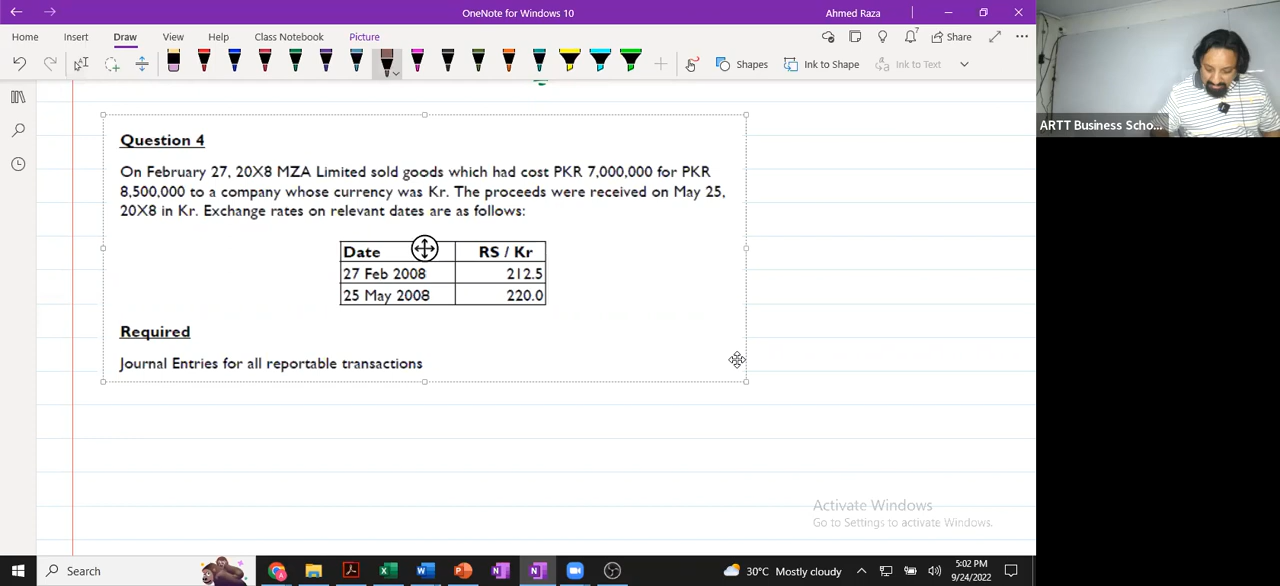 OneNote for Windows 10
Ahmed Raza
Home Insert Draw View Help Class Notebook Picture
Share
Shapes Ink to Shape Ink to Text
ARTT Business Scho...
Question 4
On February 27, 20X8 MZA Limited sold goods which had cost PKR 7,000,000 for PKR
8,500,000 to a company whose currency was Kr. The proceeds were received on May 25,
20X8 in Kr. Exchange rates on relevant dates are as follows:
Date RS / Kr
27 Feb 2008 212.5
25 May 2008 220.0
Required
Journal Entries for all reportable transactions
Activate Windows
Go to Settings to activate Windows.
Search
30°C Mostly cloudy
5:02 PM
9/24/2022